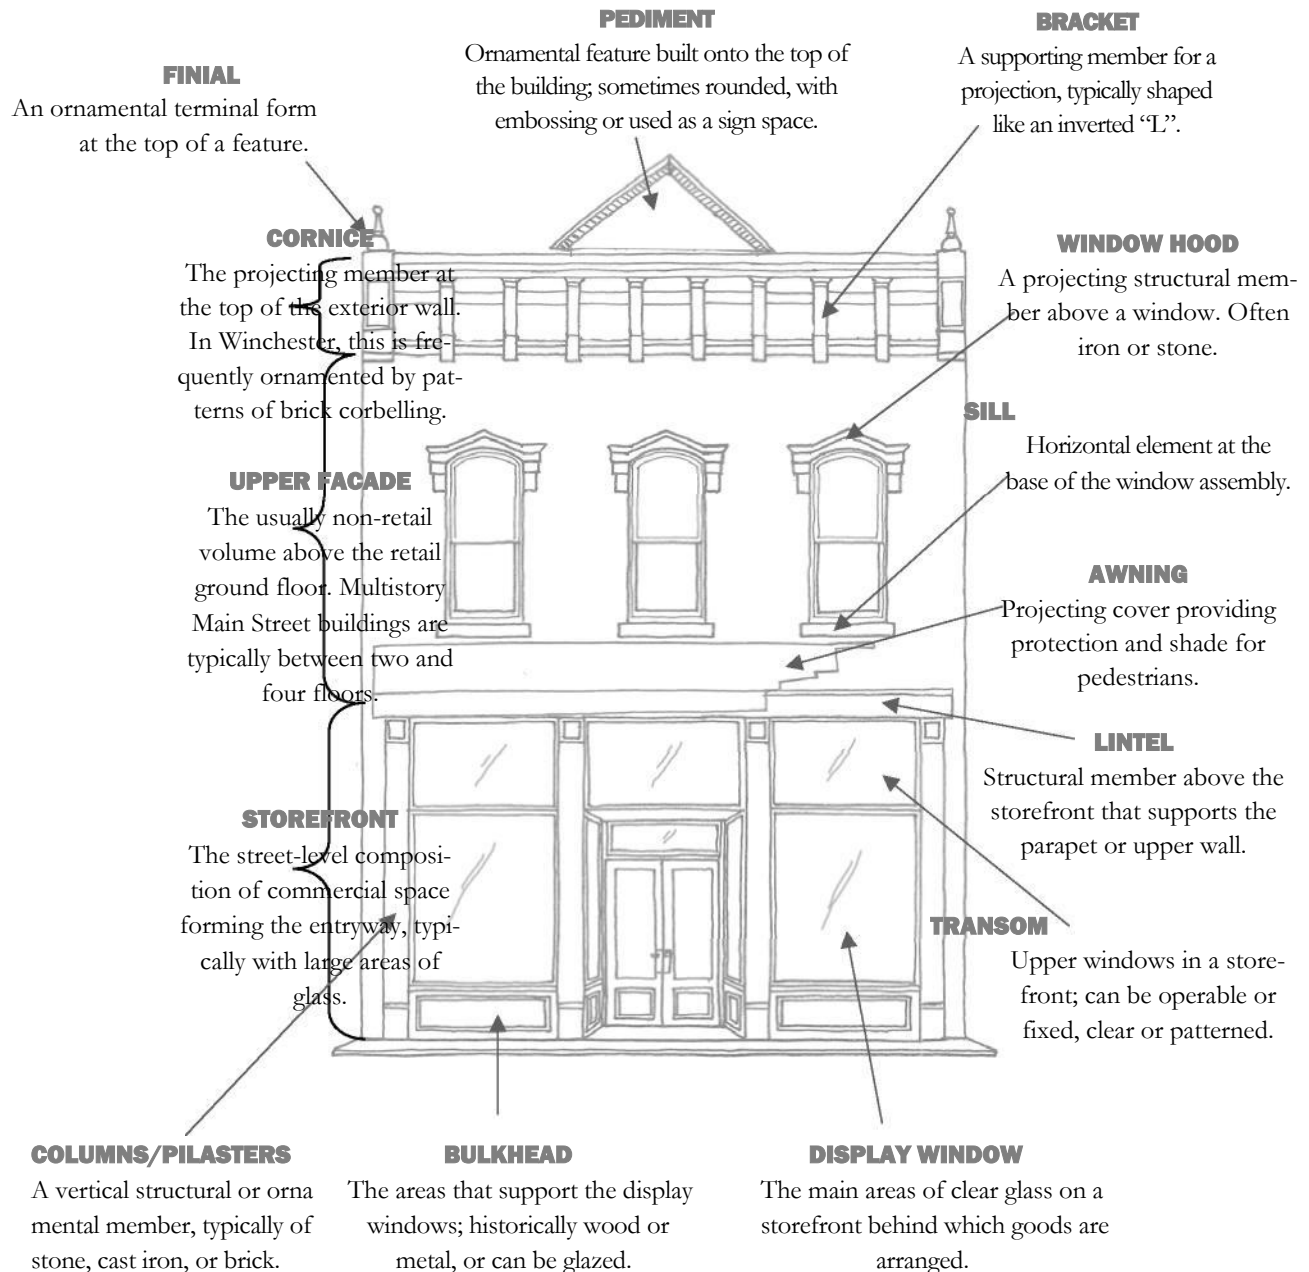 PEDIMENT
Ornamental feature built onto the top of
the building; sometimes rounded, with
embossing or used as a sign space.
BRACKET
A supporting member for a
projection, typically shaped
like an inverted “L”.
FINIAL
An ornamental terminal form
at the top of a feature.
CORNICE
The projecting member at
the top of the exterior wall.
In Winchester, this is fre-
quently ornamented by pat-
terns of brick corbelling.
WINDOW HOOD
A projecting structural mem-
ber above a window. Often
iron or stone.
SILL
Horizontal element at the
base of the window assembly.
UPPER FACADE
The usually non-retail
volume above the retail
ground floor. Multistory
Main Street buildings are
typically between two and
four floors.
AWNING
Projecting cover providing
protection and shade for
pedestrians.
LINTEL
Structural member above the
storefront that supports the
parapet or upper wall.
STOREFRONT
The street-level composi-
tion of commercial space
forming the entryway, typi-
cally with large areas of
glass.
TRANSOM
Upper windows in a store-
front; can be operable or
fixed, clear or patterned.
COLUMNS/PILASTERS
A vertical structural or orna
mental member, typically of
stone, cast iron, or brick.
BULKHEAD
The areas that support the display
windows; historically wood or
metal, or can be glazed.
DISPLAY WINDOW
The main areas of clear glass on a
storefront behind which goods are
arranged.